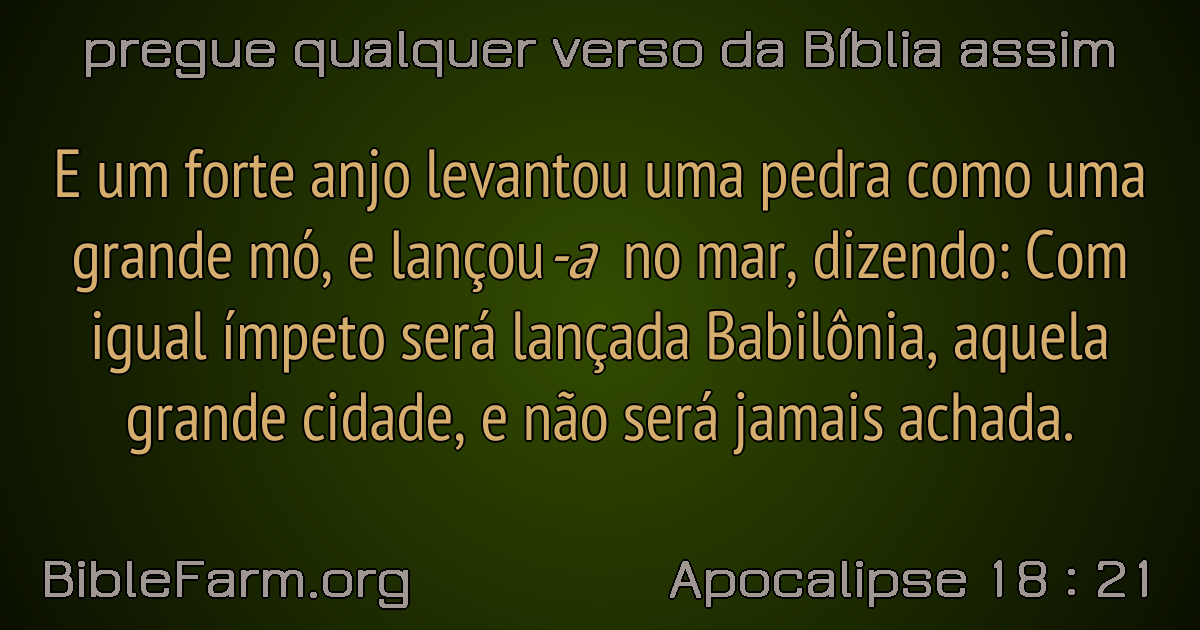 pregue qualquer verso da Bíblia assim
E um forte anjo levantou uma pedra como uma
grande mó, e lançou-a no mar, dizendo: Com
igual ímpeto será lançada Babilônia, aquela
grande cidade, e não será jamais achada.
BibleFarm.org
Apocalipse 18 : 21